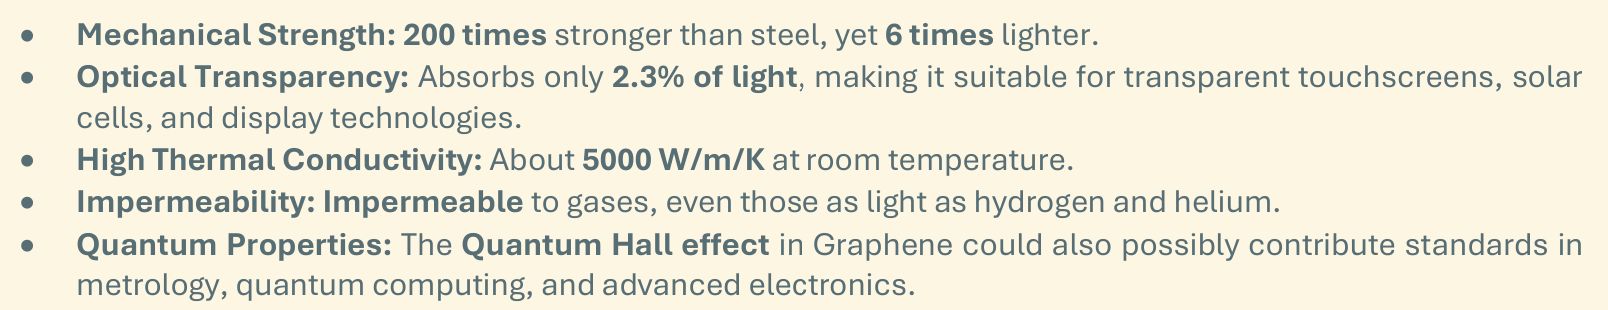 • Mechanical Strength: 200 times stronger than steel, yet 6 times lighter.
• Optical Transparency: Absorbs only 2.3% of light, making it suitable for transparent touchscreens, solar
cells, and display technologies.
• High Thermal Conductivity: About 5000 W/m/K at room temperature.
• Impermeability: Impermeable to gases, even those as light as hydrogen and helium.
• Quantum Properties: The Quantum Hall effect in Graphene could also possibly contribute standards in
metrology, quantum computing, and advanced electronics.